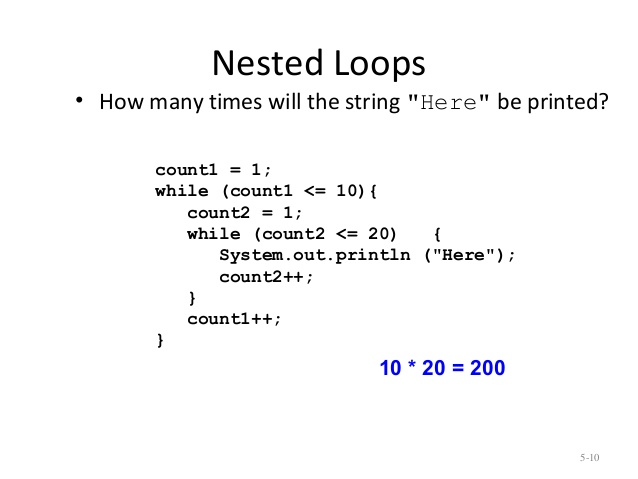 Nested Loops
• How many times will the string "Here" be printed?
count1 = 1;
while (count1 <= 10){
   count2 = 1;
   while (count2 <= 20)   {
      System.out.println ("Here");
      count2++;
   }
   count1++;
}
10 * 20 = 200
5-10